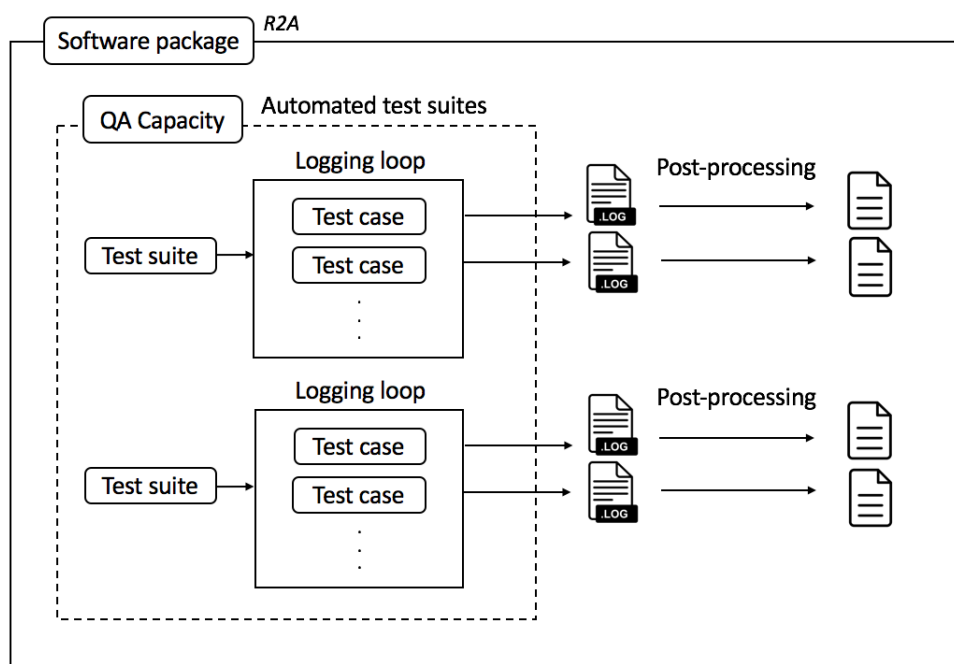 R2A
Software package
Automated test suites
QA Capacity
Logging loop
Post-processing
Test case
.LOG
Test suite
Test case
.LOG
.
.
.
Logging loop
Post-processing
Test case
.LOG
Test suite
Test case
.LOG
.
.
.